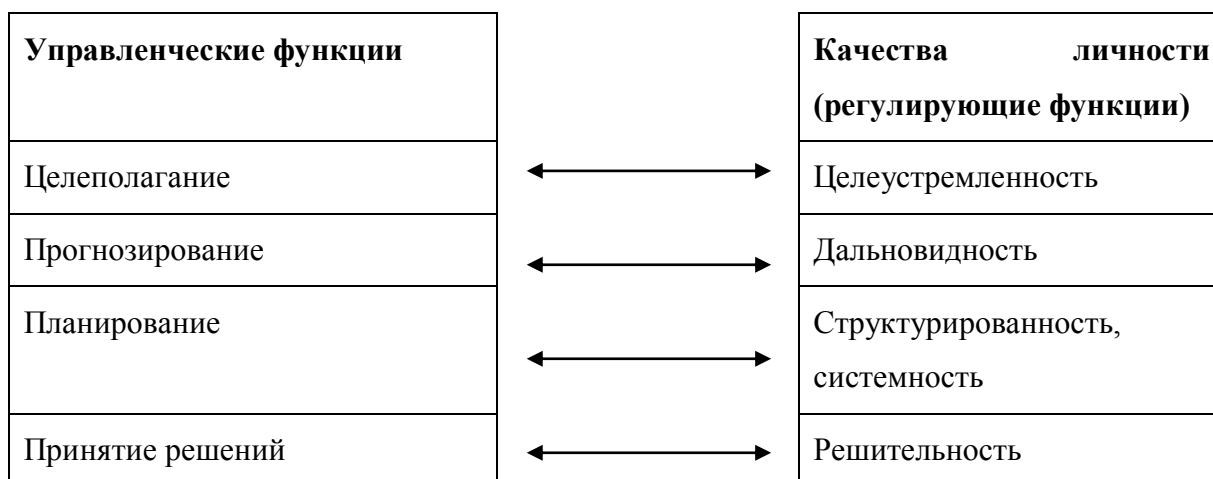 Управленческие функции
Качества личности
(регулирующие функции)
Целеполагание
Целеустремленность
Прогнозирование
Дальновидность
Планирование
Структурированность,
системность
Принятие решений
Решительность